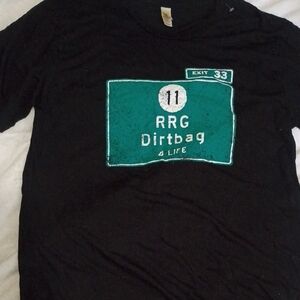 EXIT 33
11
RRG
Dirtbag
4 LIFE